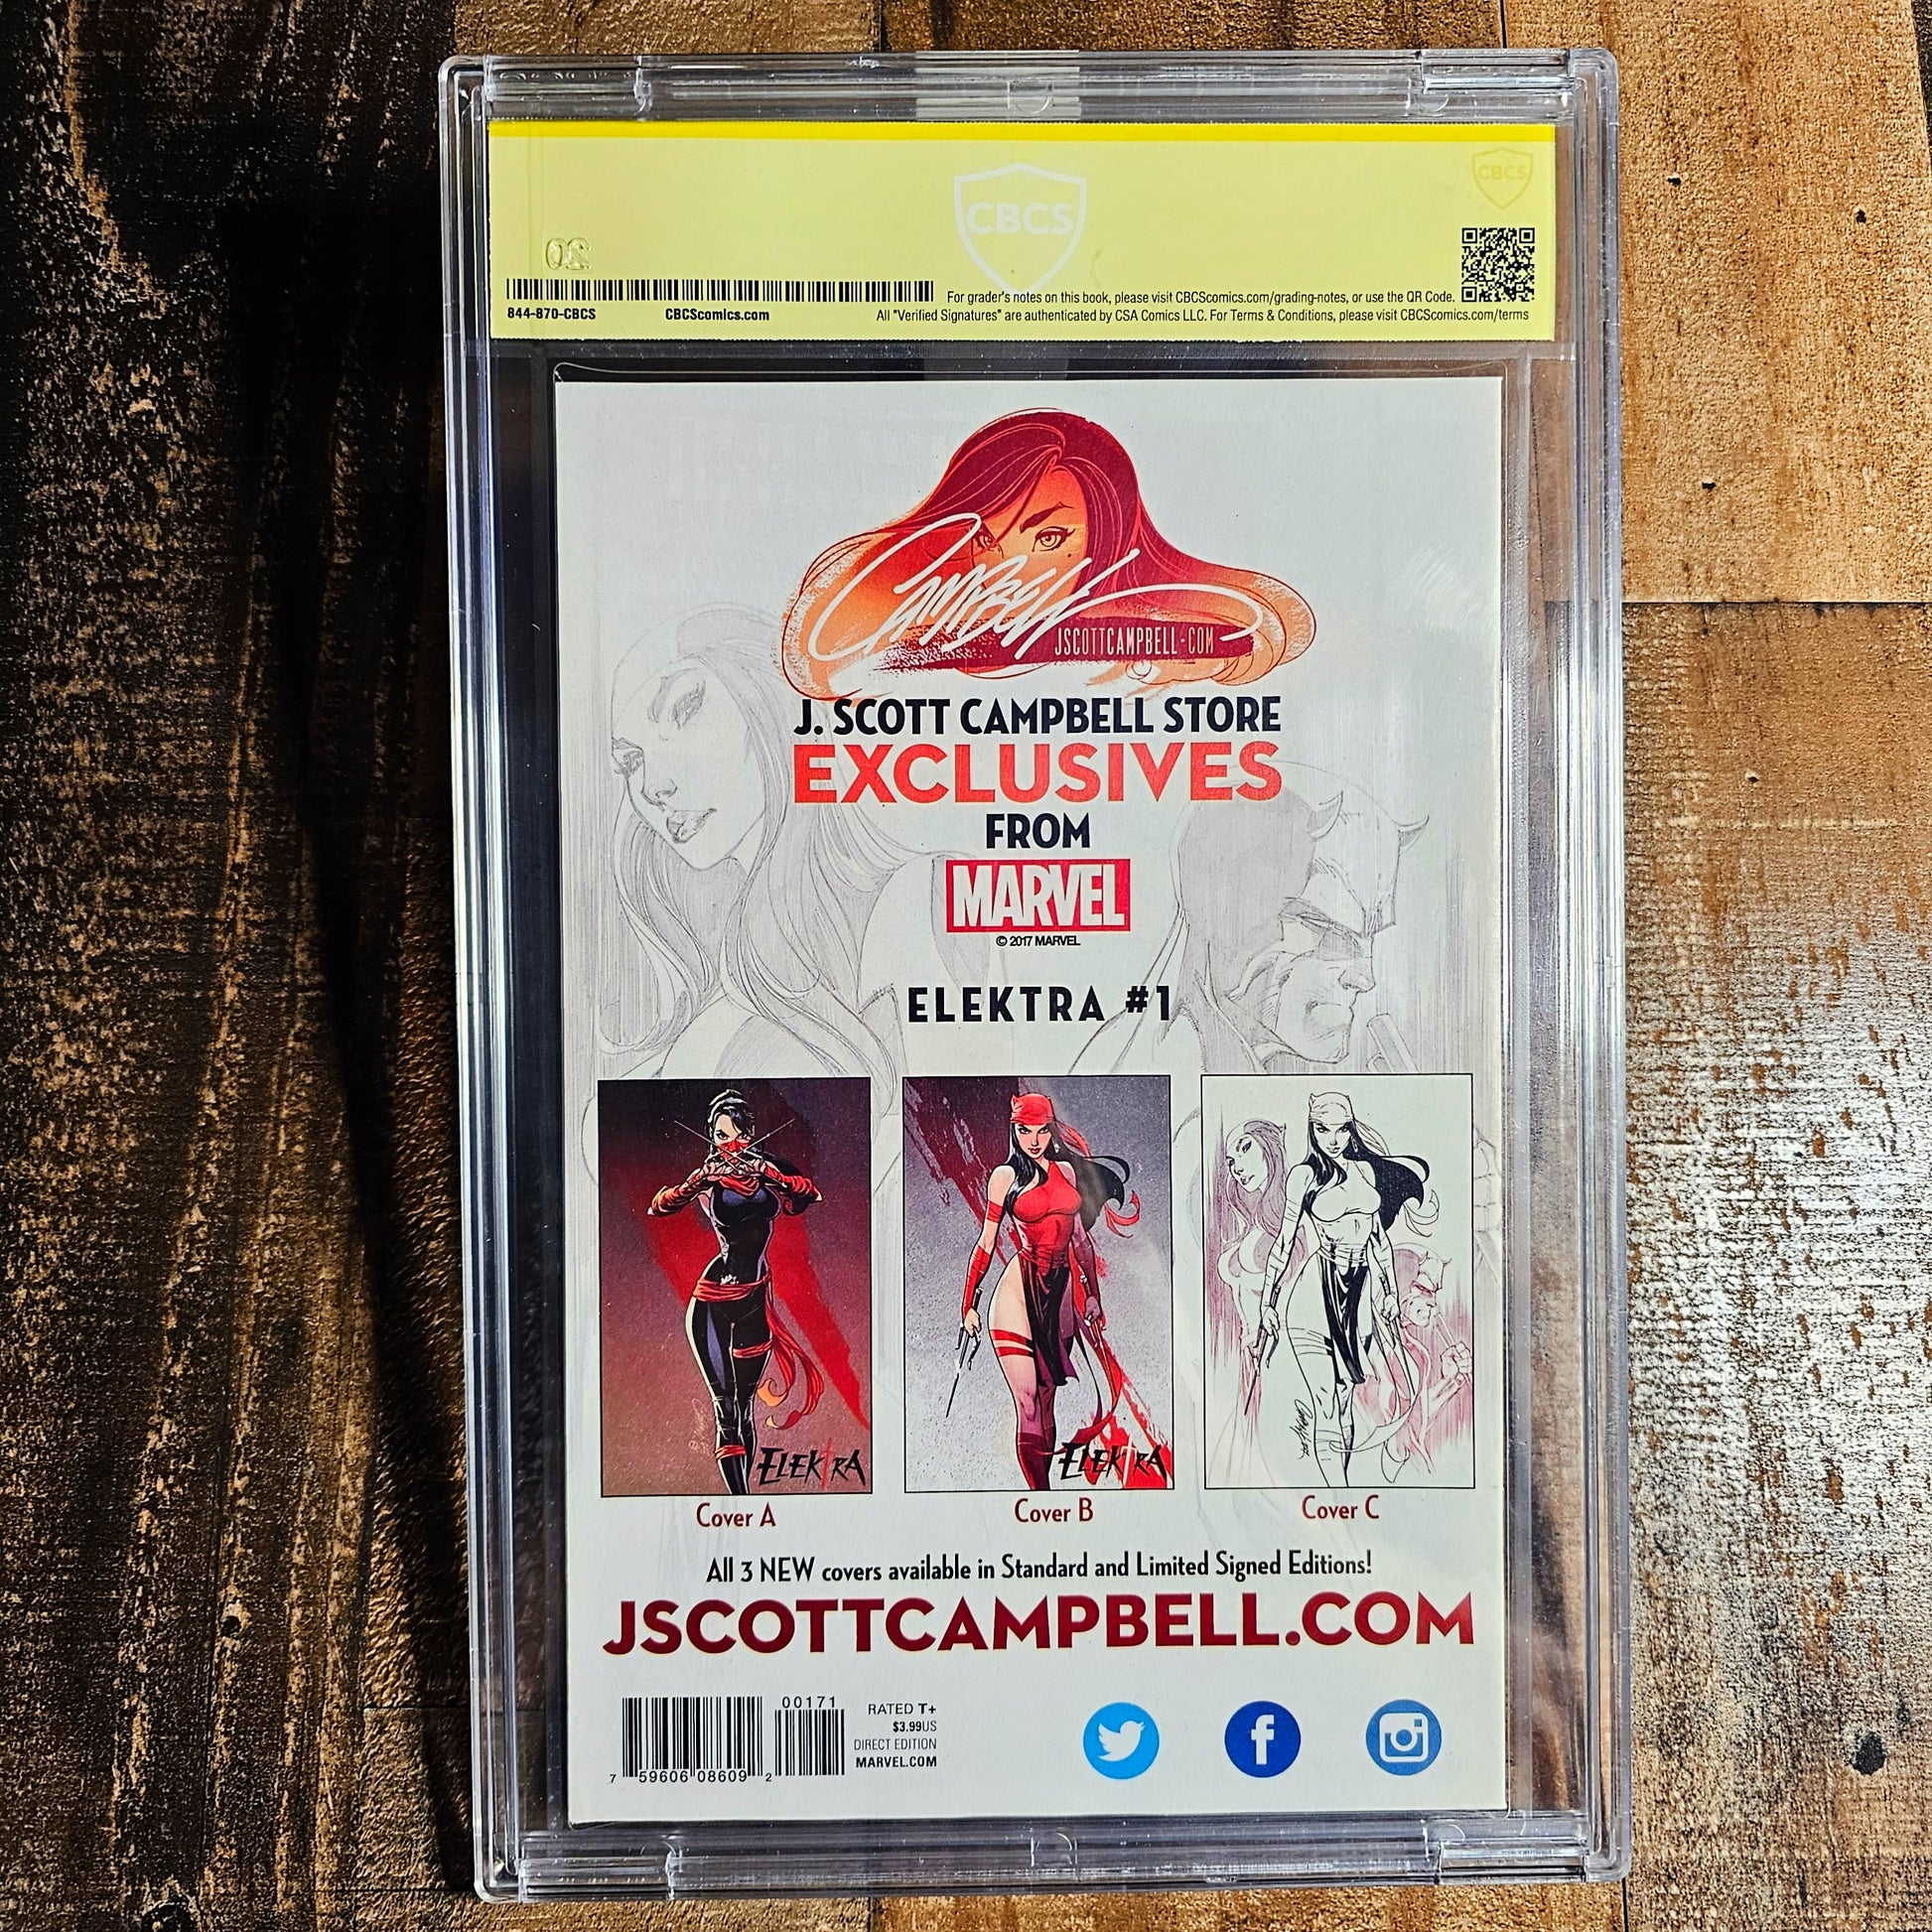 CBCS
CBCS
20
844-870-CBCS
CBCScomics.com
For grader's notes on this book, please visit CBCScomics.com/grading-notes, or use the QR Code.
All "Verified Signatures" are authenticated by CSA Comics LLC. For Terms & Conditions, please visit CBCScomics.com/terms
CAMPBELL
JSCOTTCAMPBELL·COM
J. SCOTT CAMPBELL STORE
EXCLUSIVES
FROM
MARVEL
© 2017 MARVEL
ELEKTRA #1
ELEKTRA
ELEKTRA
Cover A
Cover B
Cover C
All 3 NEW covers available in Standard and Limited Signed Editions!
JSCOTTCAMPBELL.COM
00171
7 59606 08609 2
RATED T+
$3.99US
DIRECT EDITION
MARVEL.COM